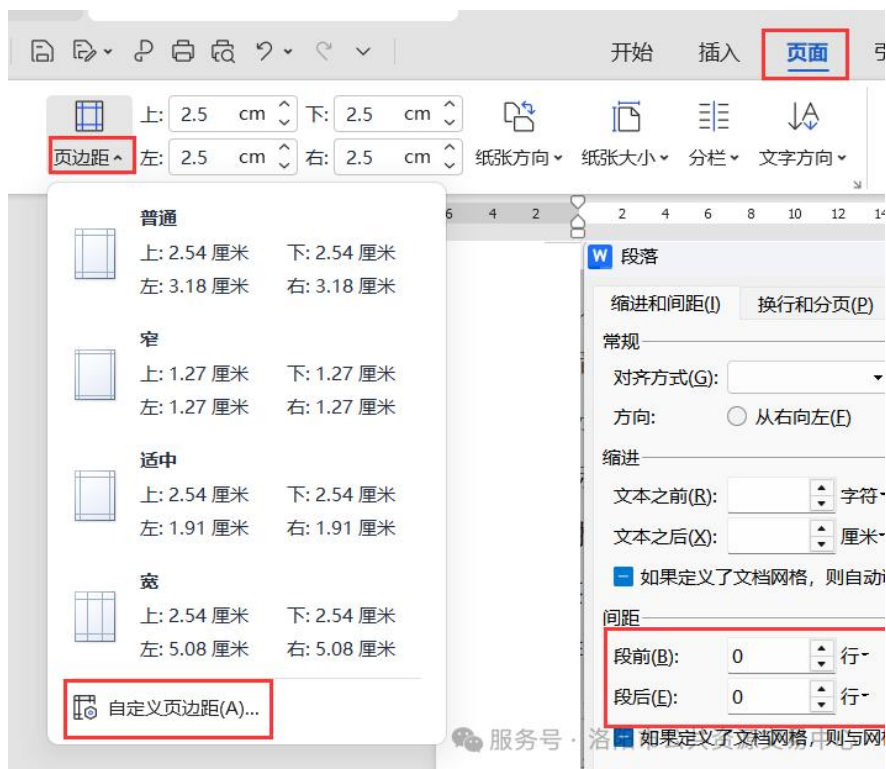 开始 插入 页面
上: 2.5 cm 下: 2.5 cm
页边距 左: 2.5 cm 右: 2.5 cm 纸张方向 纸张大小 分栏 文字方向
6 4 2 2 4 6 8 10 12 14
普通
上: 2.54 厘米 下: 2.54 厘米
左: 3.18 厘米 右: 3.18 厘米
窄
上: 1.27 厘米 下: 1.27 厘米
左: 1.27 厘米 右: 1.27 厘米
适中
上: 2.54 厘米 下: 2.54 厘米
左: 1.91 厘米 右: 1.91 厘米
宽
上: 2.54 厘米 下: 2.54 厘米
左: 5.08 厘米 右: 5.08 厘米
自定义页边距(A)...
W 段落
缩进和间距(I) 换行和分页(P)
常规
对齐方式(G):
方向: 从右向左(F)
缩进
文本之前(R): 字符
文本之后(X): 厘米
如果定义了文档网格，则自动
间距
段前(B): 0 行
段后(E): 0 行
如果定义了文档网格，则与网
服务号 · 洛